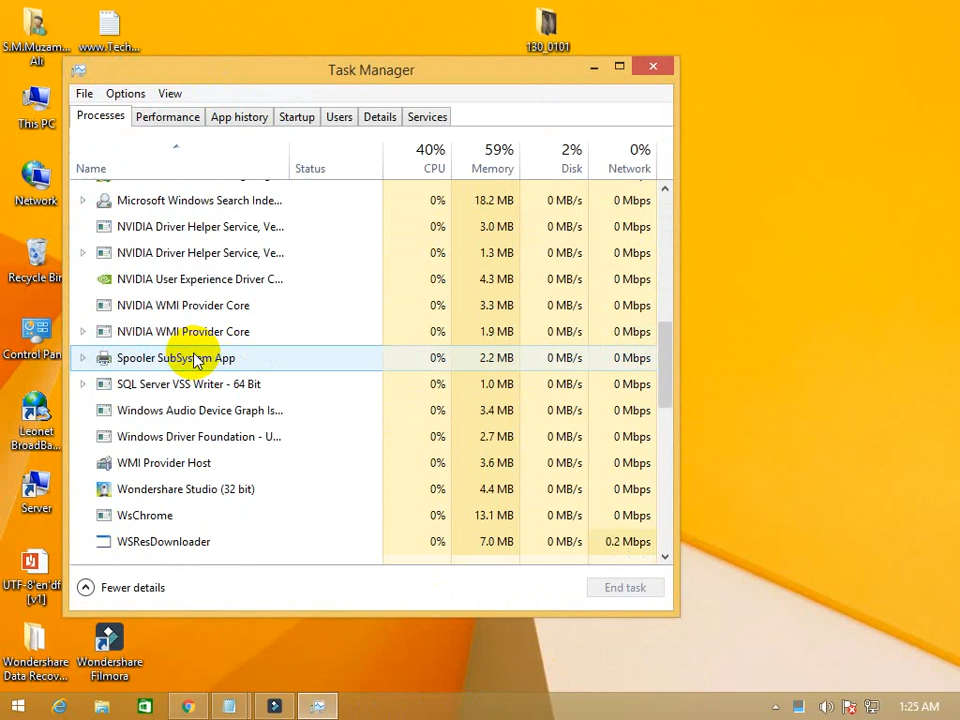 S.M.Muzam...
Ali
www.Tech...
130_0101
This PC
Network
Recycle Bin
Control Pan
Leonet
BroadBa...
Server
UTF-8'en'df
[v1]
Wondershare
Data Recov...
Wondershare
Filmora
Task Manager
File Options View
Processes Performance App history Startup Users Details Services
40% 59% 2% 0%
Name Status CPU Memory Disk Network
Microsoft Windows Search Inde... 0% 18.2 MB 0 MB/s 0 Mbps
NVIDIA Driver Helper Service, Ve... 0% 3.0 MB 0 MB/s 0 Mbps
NVIDIA Driver Helper Service, Ve... 0% 1.3 MB 0 MB/s 0 Mbps
NVIDIA User Experience Driver C... 0% 4.3 MB 0 MB/s 0 Mbps
NVIDIA WMI Provider Core 0% 3.3 MB 0 MB/s 0 Mbps
NVIDIA WMI Provider Core 0% 1.9 MB 0 MB/s 0 Mbps
Spooler SubSystem App 0% 2.2 MB 0 MB/s 0 Mbps
SQL Server VSS Writer - 64 Bit 0% 1.0 MB 0 MB/s 0 Mbps
Windows Audio Device Graph Is... 0% 3.4 MB 0 MB/s 0 Mbps
Windows Driver Foundation - U... 0% 2.7 MB 0 MB/s 0 Mbps
WMI Provider Host 0% 3.6 MB 0 MB/s 0 Mbps
Wondershare Studio (32 bit) 0% 4.4 MB 0 MB/s 0 Mbps
WsChrome 0% 13.1 MB 0 MB/s 0 Mbps
WSResDownloader 0% 7.0 MB 0 MB/s 0.2 Mbps
Fewer details End task
1:25 AM